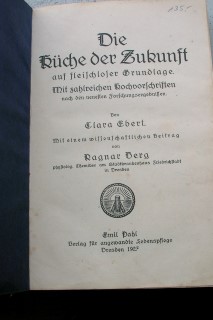 Die
Küche der Zukunft
auf fleischloser Grundlage.
Mit zahlreichen Kochvorschriften
nach den neuesten Forschungsergebnissen.
Von
Clara Ebert.
Mit einem wissenschaftlichen Beitrag
von
Ragnar Berg
in Dresden
Emil Pahl
Verlag für angewandte Lebenspflege
Dresden 1925